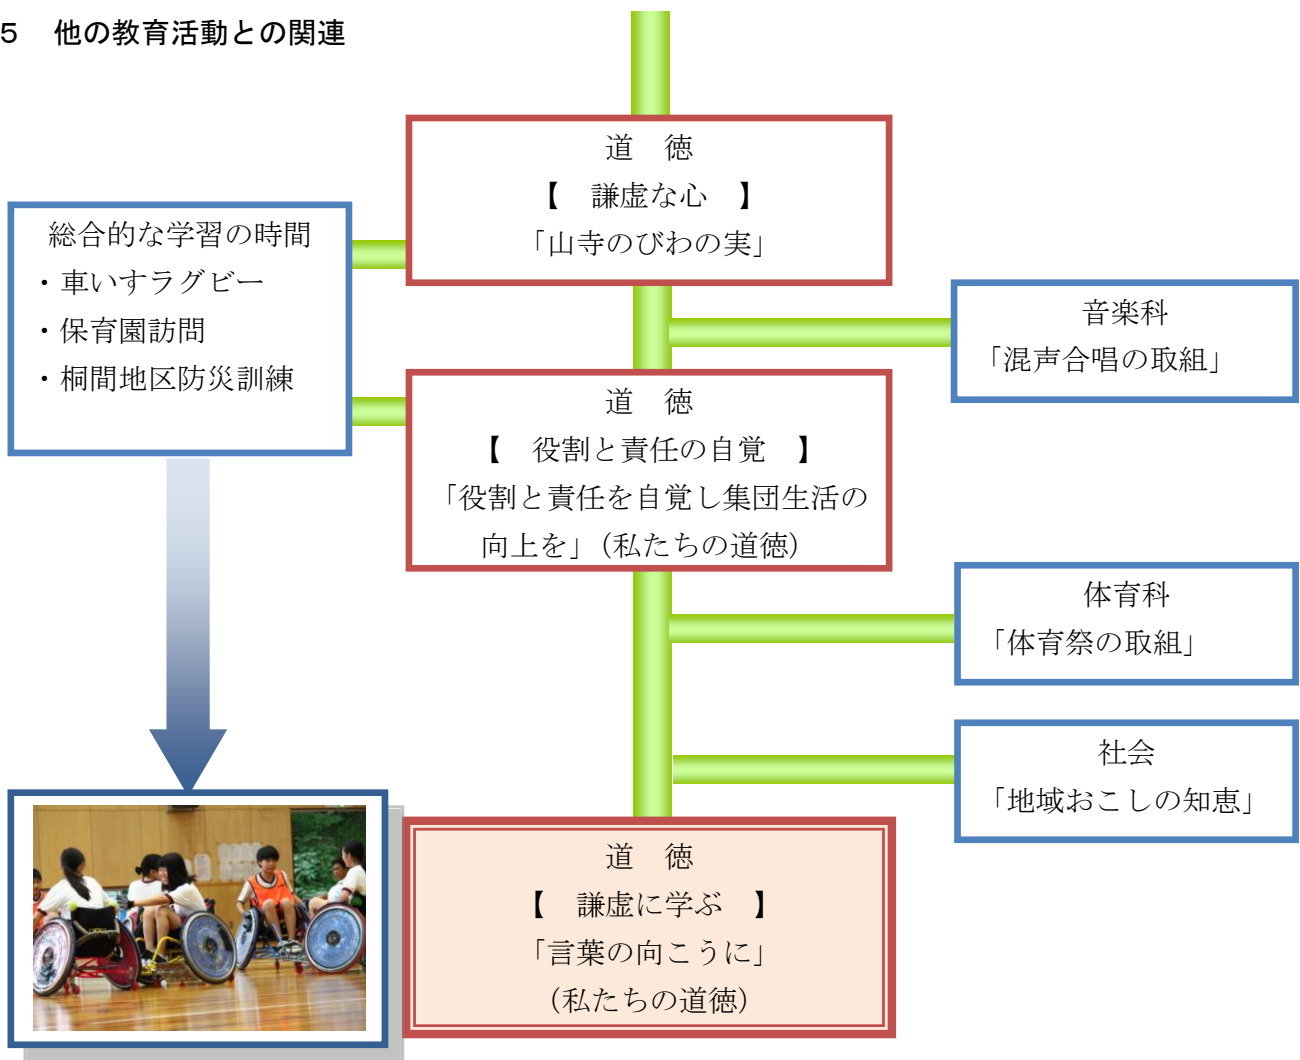 5 他の教育活動との関連
道 徳
【 謙虚な心 】
「山寺のびわの実」
総合的な学習の時間
・車いすラグビー
・保育園訪問
・桐間地区防災訓練
音楽科
「混声合唱の取組」
道 徳
【 役割と責任の自覚 】
「役割と責任を自覚し集団生活の
向上を」（私たちの道徳）
体育科
「体育祭の取組」
社会
「地域おこしの知恵」
道 徳
【 謙虚に学ぶ 】
「言葉の向こうに」
（私たちの道徳）